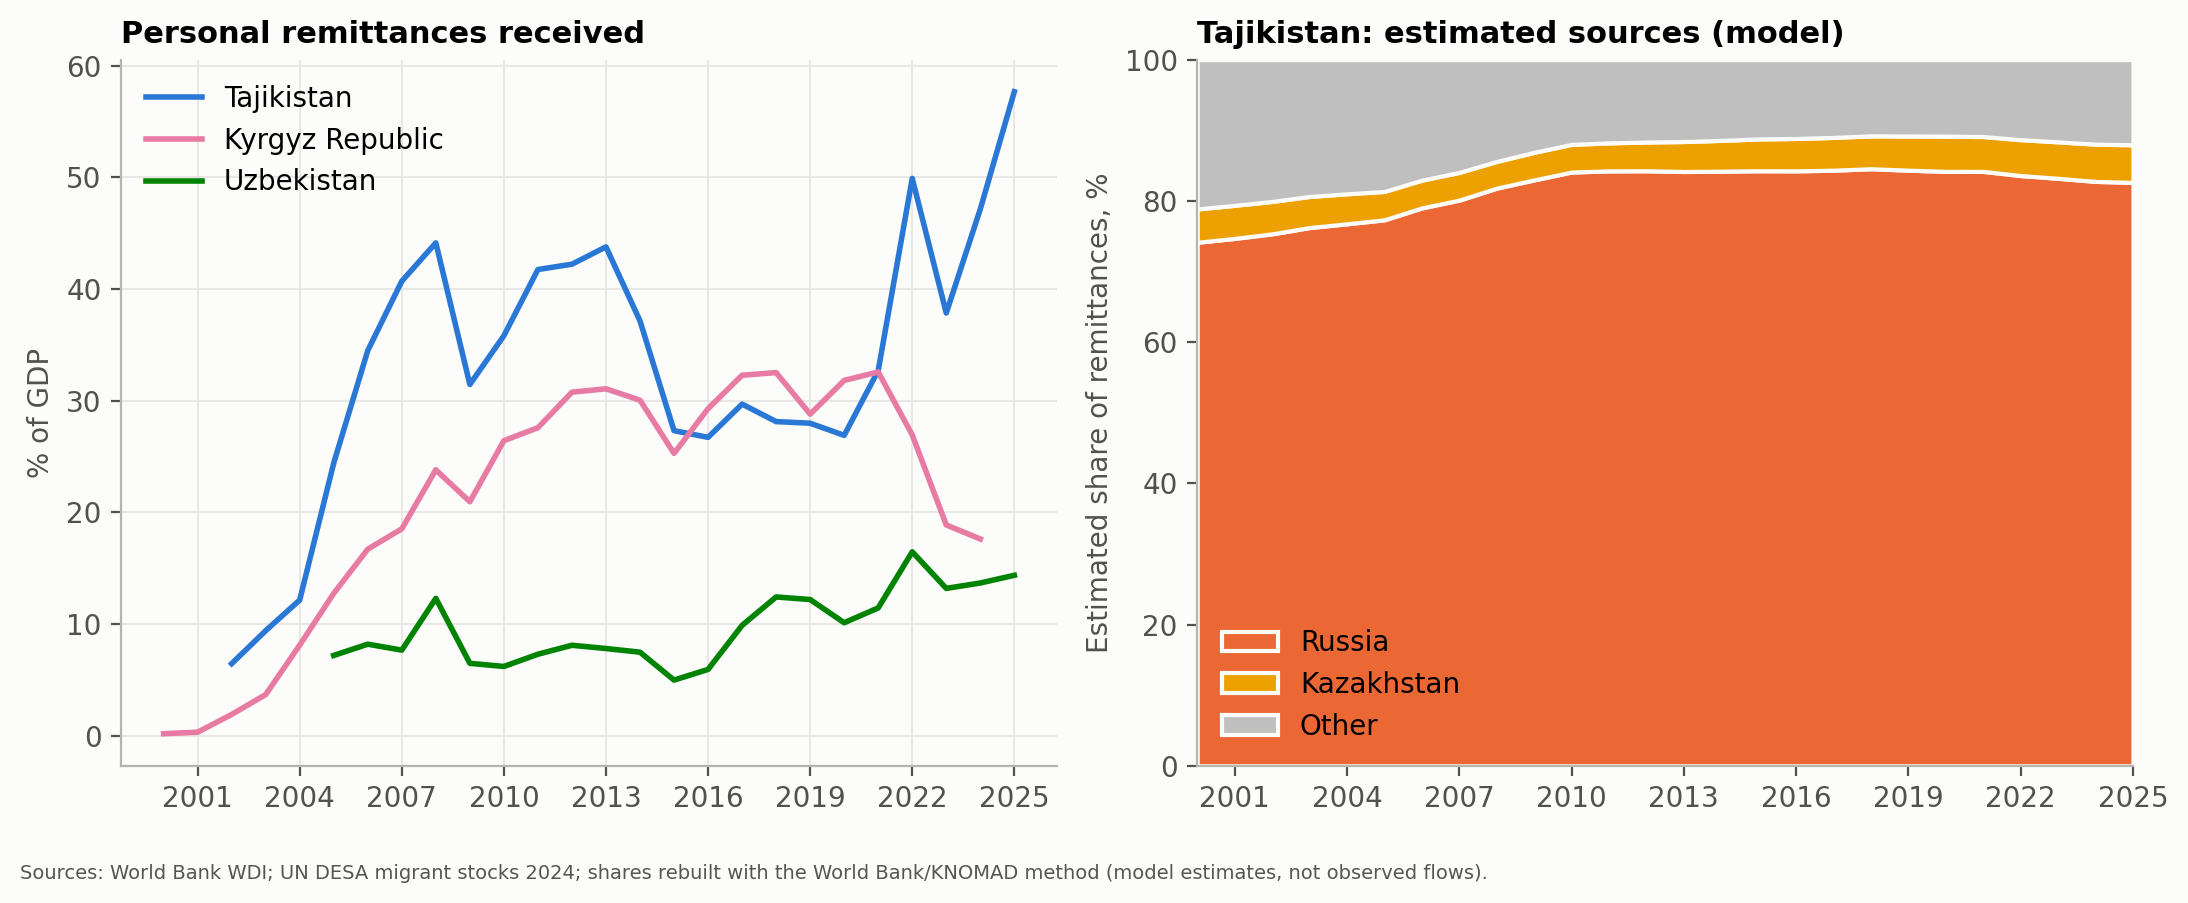 Personal remittances received
60
50
40
30
20
10
0
% of GDP
Tajikistan
Kyrgyz Republic
Uzbekistan
2001 2004 2007 2010 2013 2016 2019 2022 2025
Tajikistan: estimated sources (model)
100
80
60
40
20
0
Estimated share of remittances, %
Russia
Kazakhstan
Other
2001 2004 2007 2010 2013 2016 2019 2022 2025
Sources: World Bank WDI; UN DESA migrant stocks 2024; shares rebuilt with the World Bank/KNOMAD method (model estimates, not observed flows).